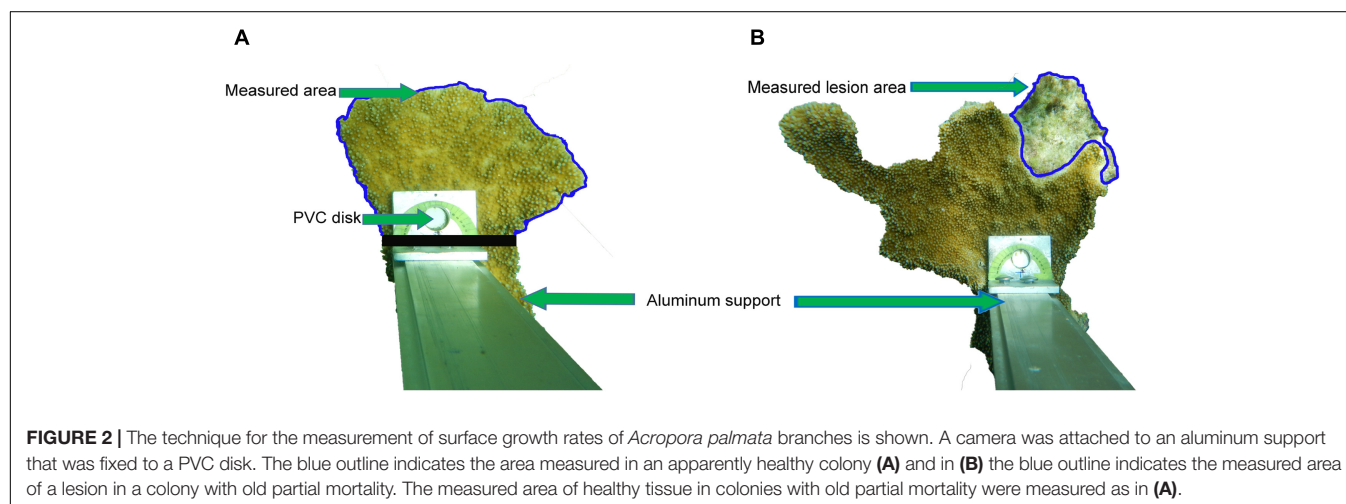 A
B
Measured area
Measured lesion area
PVC disk
Aluminum support
FIGURE 2 | The technique for the measurement of surface growth rates of Acropora palmata branches is shown. A camera was attached to an aluminum support
that was fixed to a PVC disk. The blue outline indicates the area measured in an apparently healthy colony (A) and in (B) the blue outline indicates the measured area
of a lesion in a colony with old partial mortality. The measured area of healthy tissue in colonies with old partial mortality were measured as in (A).